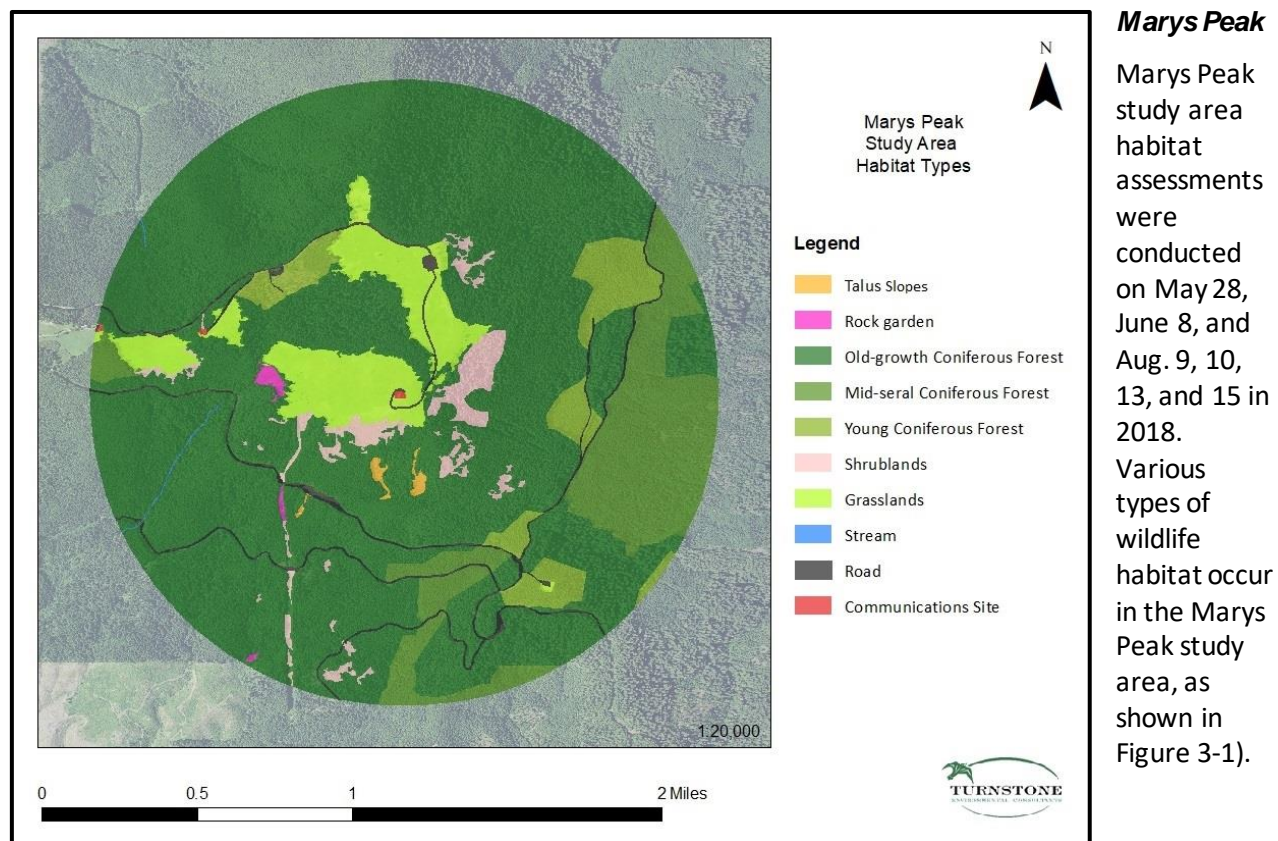 N
Marys Peak
Study Area
Habitat Types
Legend
Talus Slopes
Rock garden
Old-growth Coniferous Forest
Mid-seral Coniferous Forest
Young Coniferous Forest
Shrublands
Grasslands
Stream
Road
Communications Site
1:20,000
0 0.5 1 2 Miles
TURNSTONE
ENVIRONMENTAL CONSULTANTS
Marys Peak
Marys Peak
study area
habitat
assessments
were
conducted
on May 28,
June 8, and
Aug. 9, 10,
13, and 15 in
2018.
Various
types of
wildlife
habitat occur
in the Marys
Peak study
area, as
shown in
Figure 3-1).